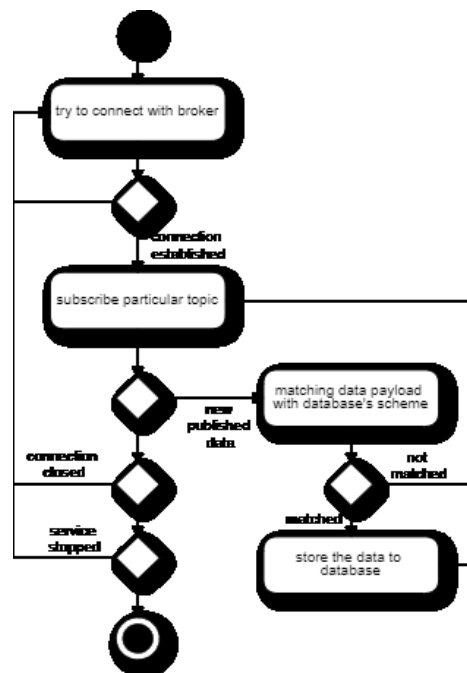 try to connect with broker
connection
established
subscribe particular topic
new
published
data
matching data payload
with database's scheme
connection
closed
not
matched
matched
service
stopped
store the data to
database